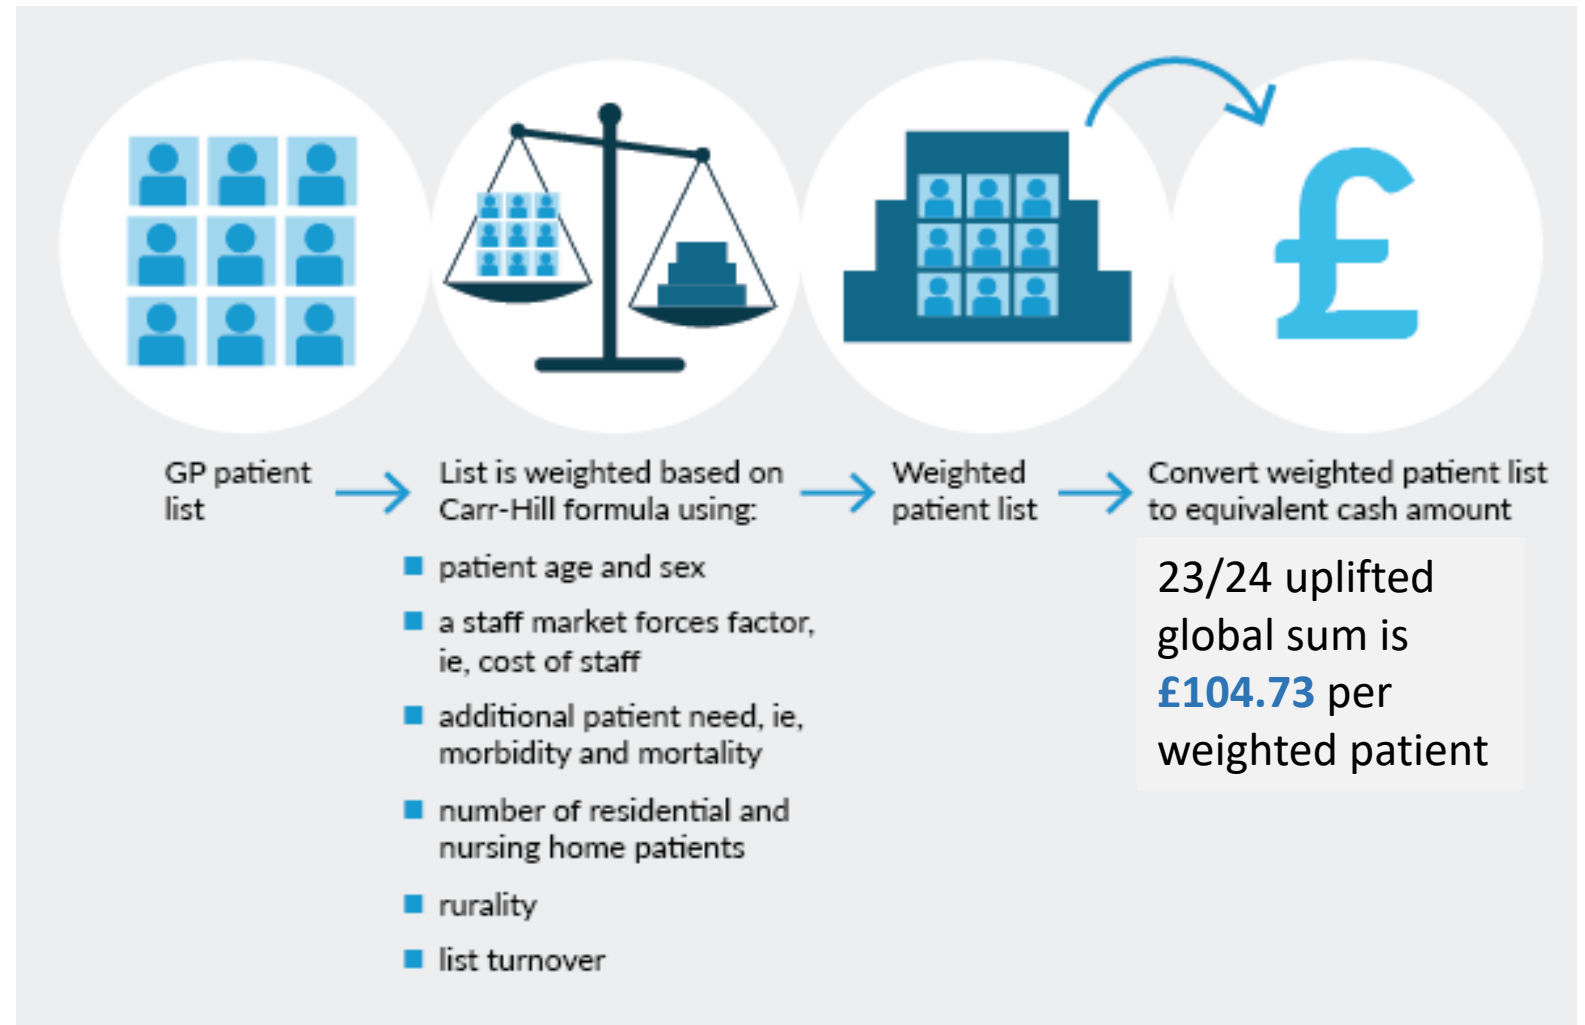 GP patient
list
List is weighted based on
Carr-Hill formula using:
patient age and sex
a staff market forces factor,
ie, cost of staff
additional patient need, ie,
morbidity and mortality
number of residential and
nursing home patients
rurality
list turnover
Weighted
patient list
Convert weighted patient list
to equivalent cash amount
£
23/24 uplifted
global sum is
£104.73 per
weighted patient